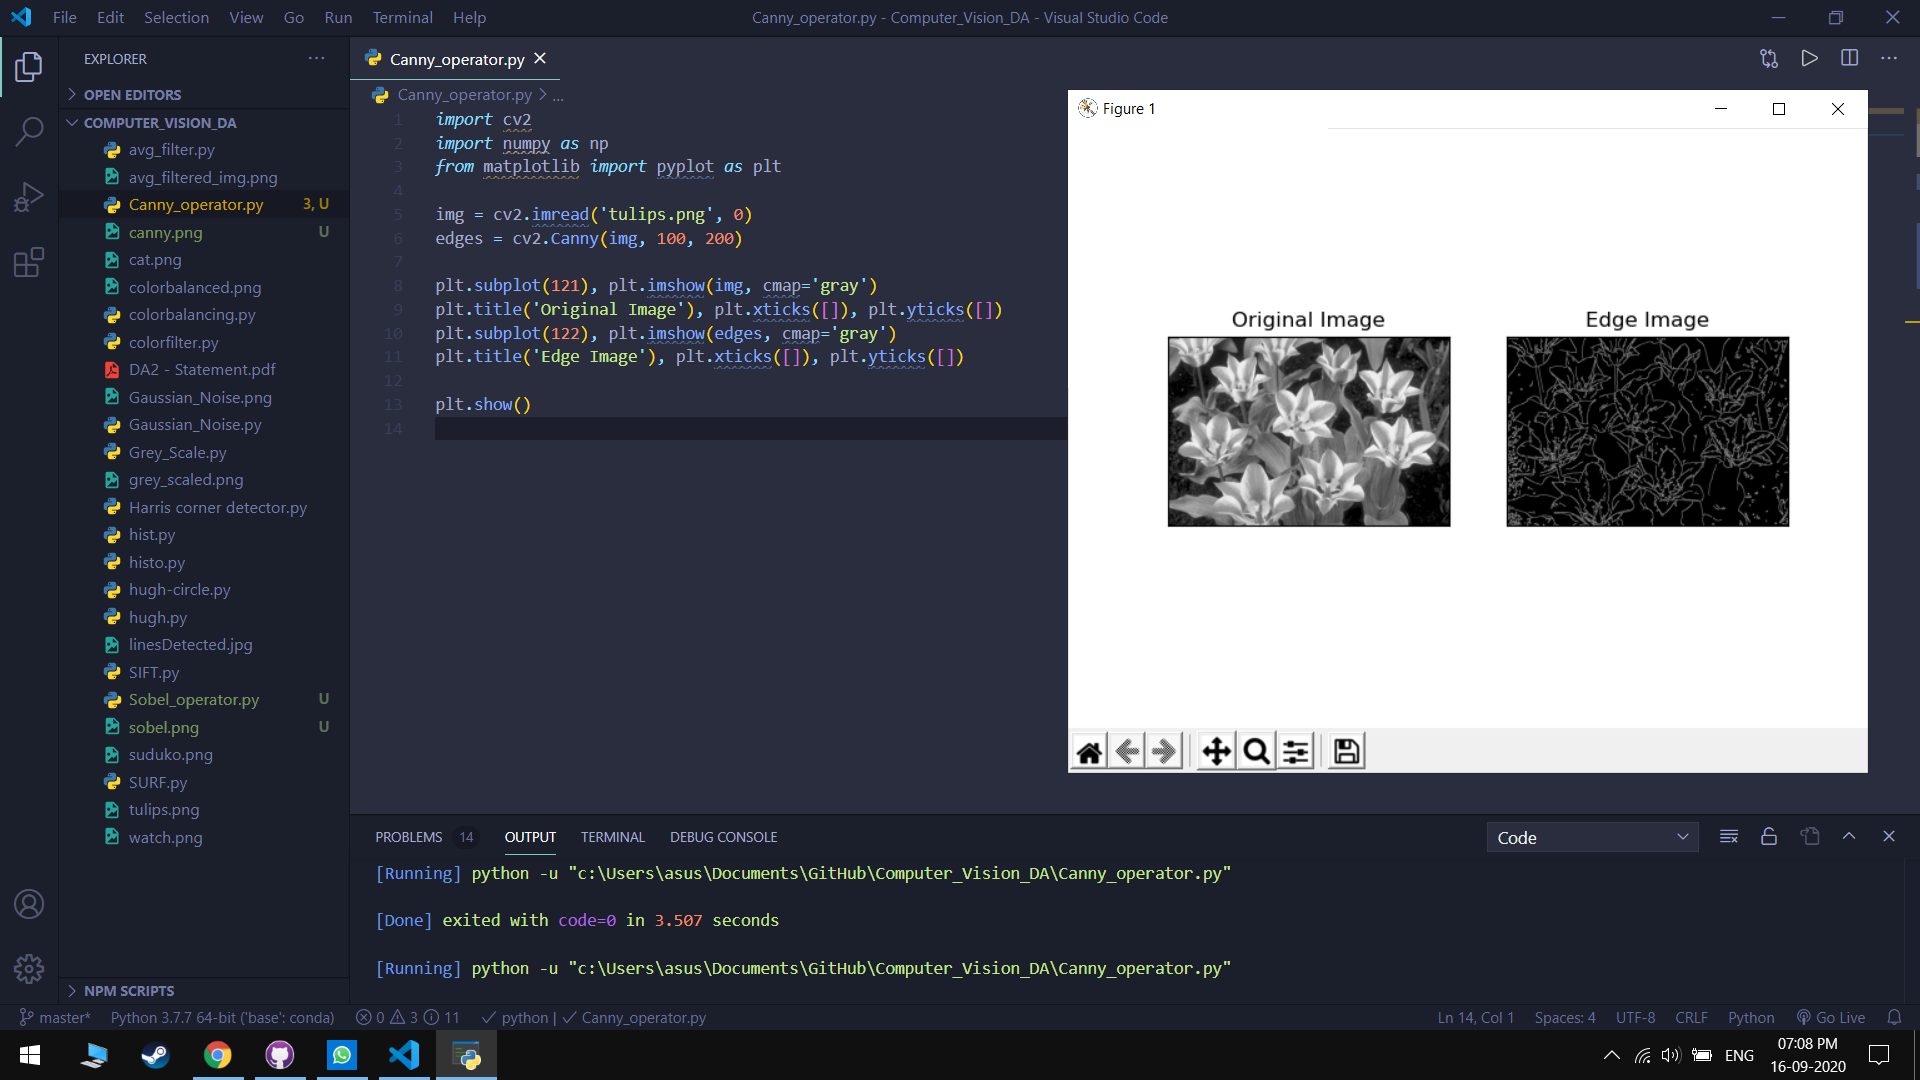 File Edit Selection View Go Run Terminal Help
Canny_operator.py - Computer_Vision_DA - Visual Studio Code
EXPLORER
OPEN EDITORS
COMPUTER_VISION_DA
avg_filter.py
avg_filtered_img.png
Canny_operator.py 3, U
canny.png U
cat.png
colorbalanced.png
colorbalancing.py
colorfilter.py
DA2 - Statement.pdf
Gaussian_Noise.png
Gaussian_Noise.py
Grey_Scale.py
grey_scaled.png
Harris corner detector.py
hist.py
histo.py
hugh-circle.py
hugh.py
linesDetected.jpg
SIFT.py
Sobel_operator.py U
sobel.png U
suduko.png
SURF.py
tulips.png
watch.png
NPM SCRIPTS
Canny_operator.py
Canny_operator.py > ...
1 import cv2
2 import numpy as np
3 from matplotlib import pyplot as plt
4
5 img = cv2.imread('tulips.png', 0)
6 edges = cv2.Canny(img, 100, 200)
7
8 plt.subplot(121), plt.imshow(img, cmap='gray')
9 plt.title('Original Image'), plt.xticks([]), plt.yticks([])
10 plt.subplot(122), plt.imshow(edges, cmap='gray')
11 plt.title('Edge Image'), plt.xticks([]), plt.yticks([])
12
13 plt.show()
14
Figure 1
Original Image
Edge Image
PROBLEMS 14 OUTPUT TERMINAL DEBUG CONSOLE
Code
[Running] python -u "c:\Users\asus\Documents\GitHub\Computer_Vision_DA\Canny_operator.py"
[Done] exited with code=0 in 3.507 seconds
[Running] python -u "c:\Users\asus\Documents\GitHub\Computer_Vision_DA\Canny_operator.py"
master* Python 3.7.7 64-bit ('base': conda) 0 3 11 python | Canny_operator.py
Ln 14, Col 1 Spaces: 4 UTF-8 CRLF Python Go Live
ENG
07:08 PM
16-09-2020